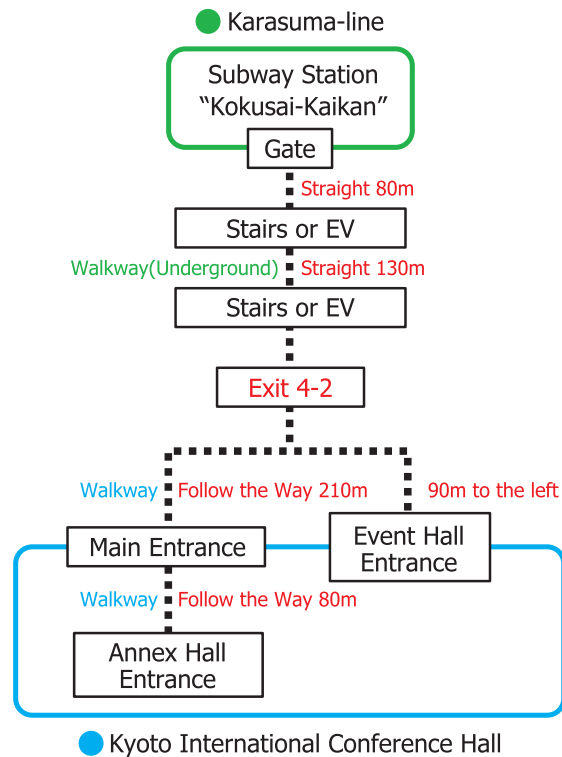 Karasuma-line
Subway Station
“Kokusai-Kaikan”
Gate
Straight 80m
Stairs or EV
Walkway(Underground) Straight 130m
Stairs or EV
Exit 4-2
Walkway Follow the Way 210m
90m to the left
Main Entrance
Event Hall
Entrance
Walkway Follow the Way 80m
Annex Hall
Entrance
Kyoto International Conference Hall